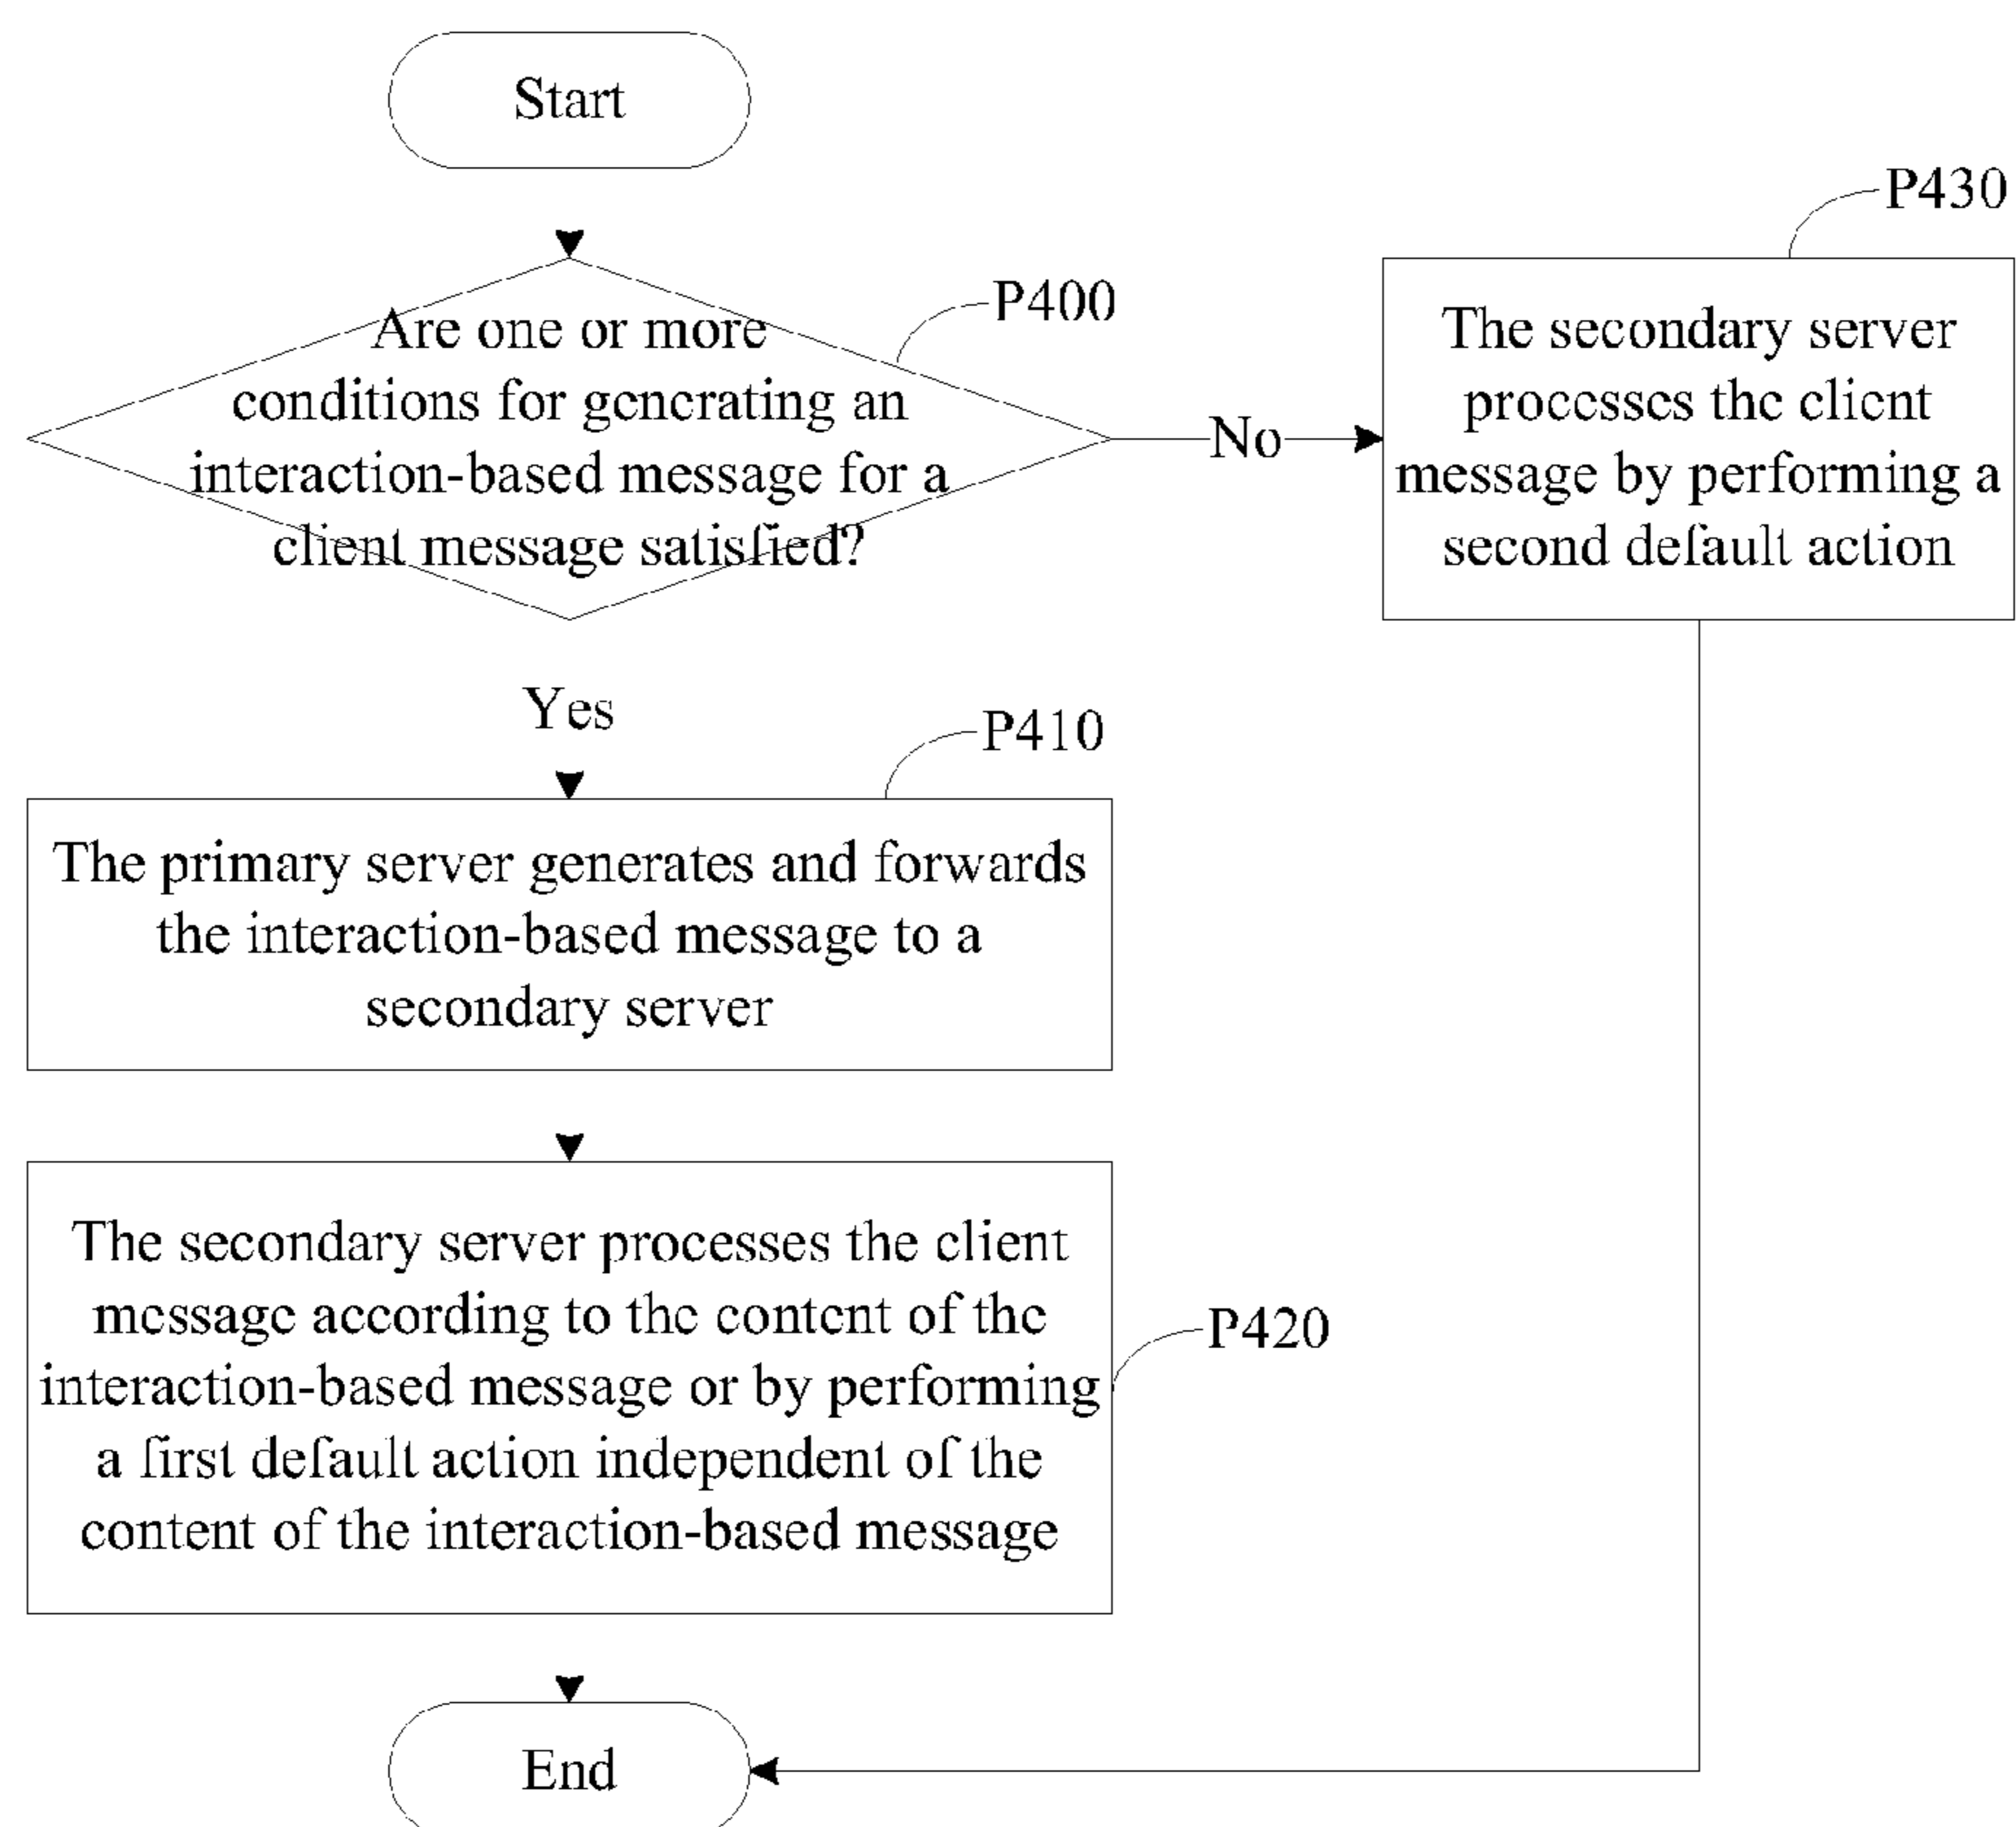 Start
P400
Are one or more
conditions for generating an
interaction-based message for a
client message satisfied?
No
P430
The secondary server
processes the client
message by performing a
second default action
Yes
P410
The primary server generates and forwards
the interaction-based message to a
secondary server
The secondary server processes the client
message according to the content of the
interaction-based message or by performing
a first default action independent of the
content of the interaction-based message
P420
End